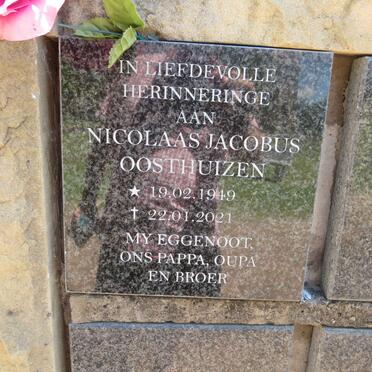 IN LIEFDEVOLLE
HERINNERINGE
AAN
NICOLAAS JACOBUS
OOSTHUIZEN
★ 19.02.1949
✝ 22.01.2021
MY EGGENOOT,
ONS PAPPA, OUPA
EN BROER